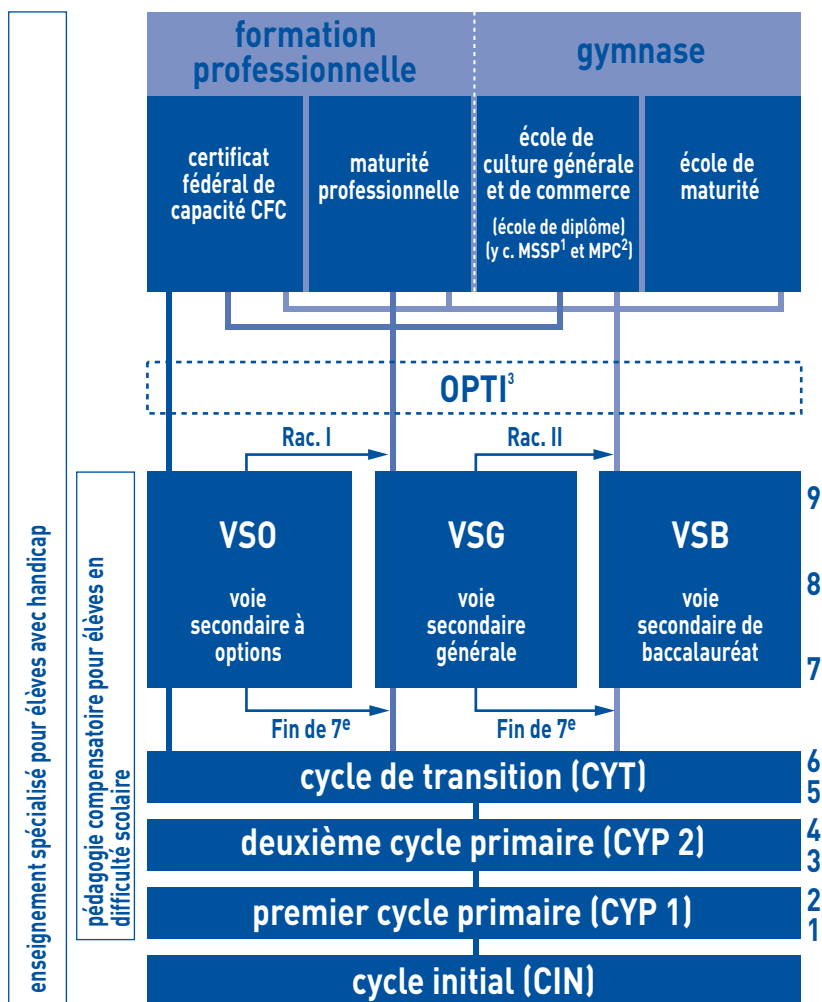 formation
professionnelle
gymnase
certificat
fédéral de
capacité CFC
maturité
professionnelle
école de
culture générale
et de commerce
(école de diplôme)
(y c. MSSP¹ et MPC²)
école de
maturité
OPTI³
Rac. I
Rac. II
VSO
voie
secondaire à
options
VSG
voie
secondaire
générale
VSB
voie
secondaire de
baccalauréat
9
8
7
Fin de 7e
Fin de 7e
cycle de transition (CYT)
6
5
deuxième cycle primaire (CYP 2)
4
3
premier cycle primaire (CYP 1)
2
1
cycle initial (CIN)
enseignement spécialisé pour élèves avec handicap
pédagogie compensatoire pour élèves en
difficulté scolaire